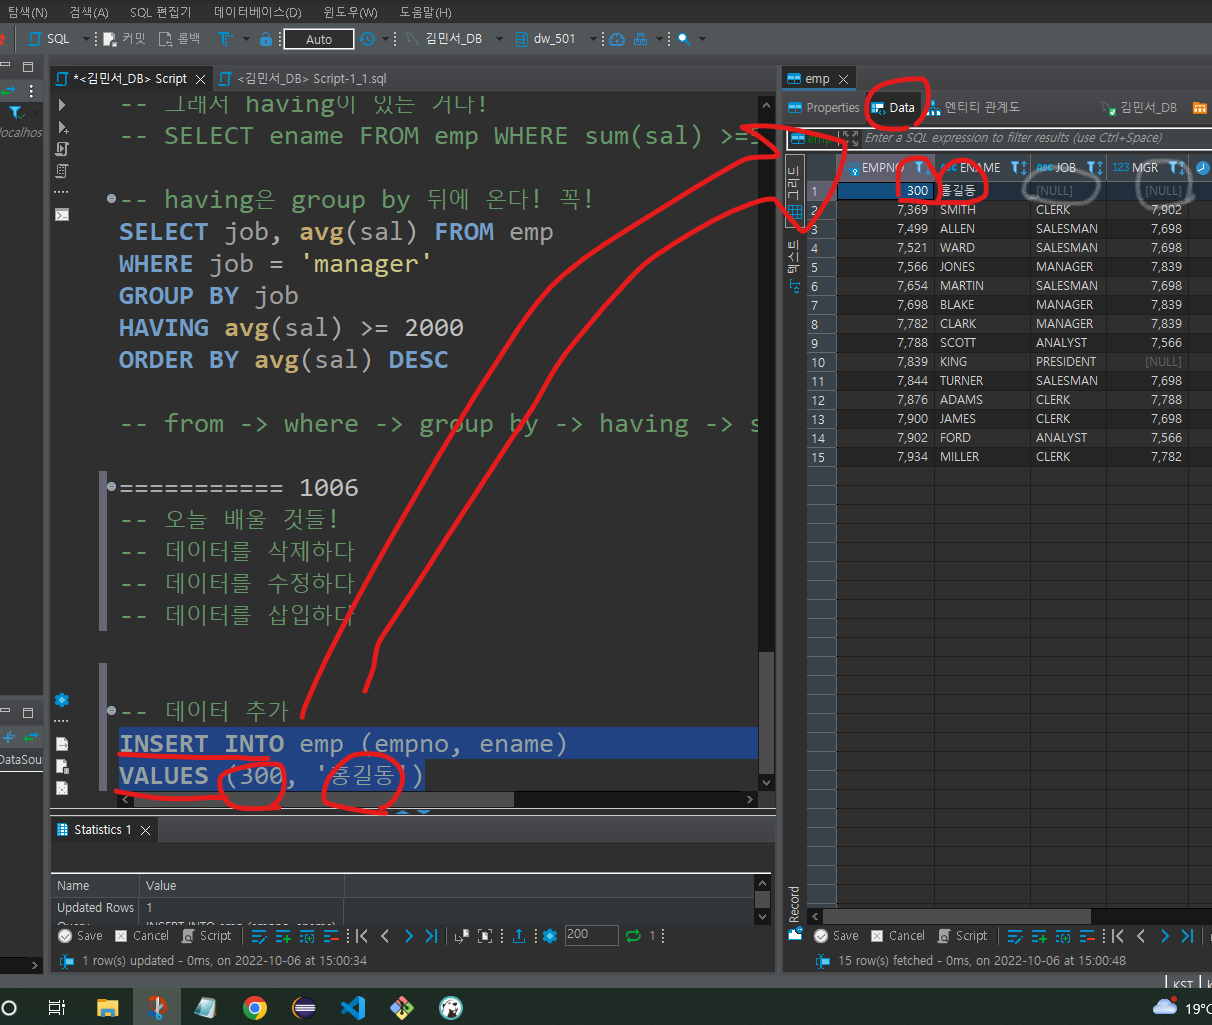 탐색(N) 검색(A) SQL 편집기 데이터베이스(D) 윈도우(W) 도움말(H)
SQL 커밋 롤백 Auto 김민서_DB dw_501
*<김민서_DB> Script <김민서_DB> Script-1_1.sql
localhos
-- 그래서 having이 있는 거다!
-- SELECT ename FROM emp WHERE sum(sal) >=
-- having은 group by 뒤에 온다! 꼭!
SELECT job, avg(sal) FROM emp
WHERE job = 'manager'
GROUP BY job
HAVING avg(sal) >= 2000
ORDER BY avg(sal) DESC
-- from -> where -> group by -> having -> s
=========== 1006
-- 오늘 배울 것들!
-- 데이터를 삭제하다
-- 데이터를 수정하다
-- 데이터를 삽입하다
-- 데이터 추가
INSERT INTO emp (empno, ename)
VALUES (300, '홍길동')
DataSou
Statistics 1
Name Value
Updated Rows 1
Query INSERT INTO emp (empno, ename)
Save Cancel Script 200 1
1 row(s) updated - 0ms, on 2022-10-06 at 15:00:34
emp
Properties Data 엔티티 관계도 김민서_DB
emp Enter a SQL expression to filter results (use Ctrl+Space)
그리드
텍스트
Record
EMPNO ENAME JOB 123 MGR
1 300 홍길동 [NULL] [NULL]
2 7,369 SMITH CLERK 7,902
3 7,499 ALLEN SALESMAN 7,698
4 7,521 WARD SALESMAN 7,698
5 7,566 JONES MANAGER 7,839
6 7,654 MARTIN SALESMAN 7,698
7 7,698 BLAKE MANAGER 7,839
8 7,782 CLARK MANAGER 7,839
9 7,788 SCOTT ANALYST 7,566
10 7,839 KING PRESIDENT [NULL]
11 7,844 TURNER SALESMAN 7,698
12 7,876 ADAMS CLERK 7,788
13 7,900 JAMES CLERK 7,698
14 7,902 FORD ANALYST 7,566
15 7,934 MILLER CLERK 7,782
Save Cancel Script
15 row(s) fetched - 0ms, on 2022-10-06 at 15:00:48
KST
19°C